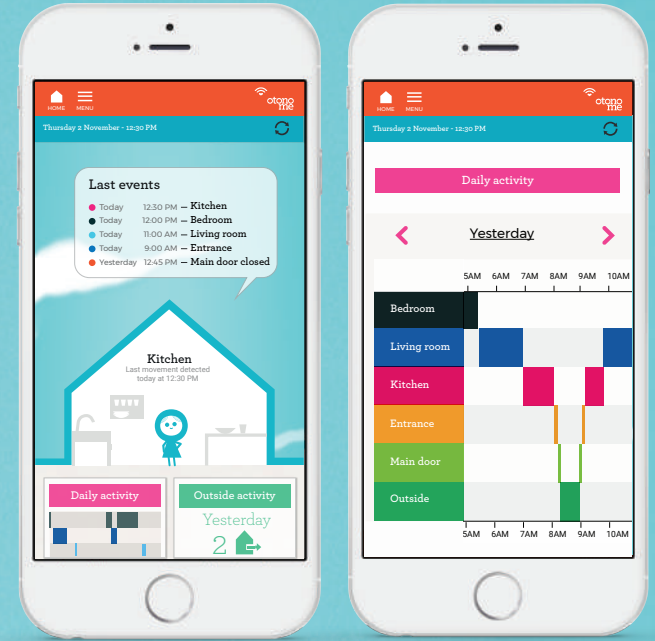 HOME MENU
otono
me
Thursday 2 November - 12:30 PM
Last events
Today 12:30 PM – Kitchen
Today 12:00 PM – Bedroom
Today 11:00 AM – Living room
Today 9:00 AM – Entrance
Yesterday 12:45 PM – Main door closed
Kitchen
Last movement detected
today at 12:30 PM
Daily activity
Outside activity
Yesterday
2
HOME MENU
otono
me
Thursday 2 November - 12:30 PM
Daily activity
Yesterday
5AM 6AM 7AM 8AM 9AM 10AM
Bedroom
Living room
Kitchen
Entrance
Main door
Outside
5AM 6AM 7AM 8AM 9AM 10AM